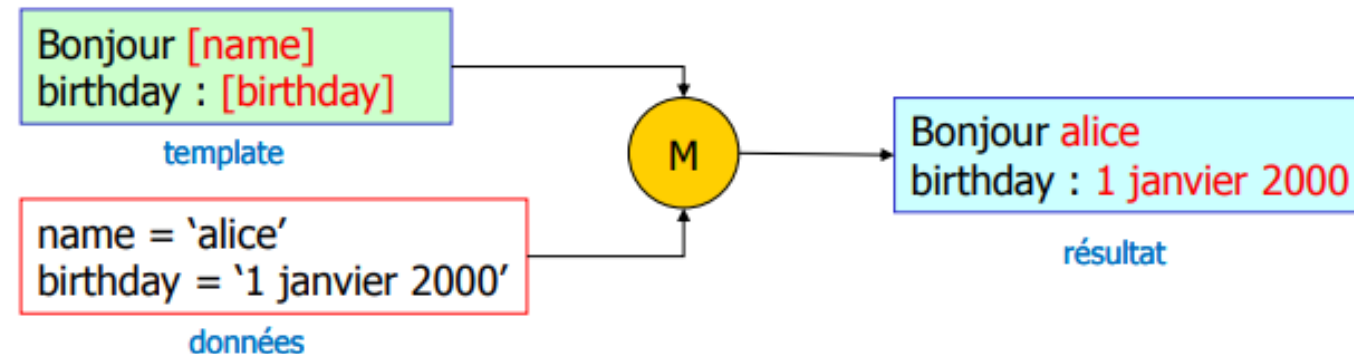 Bonjour [name]
birthday : [birthday]
template
name = ‘alice’
birthday = ‘1 janvier 2000’
données
M
Bonjour alice
birthday : 1 janvier 2000
résultat